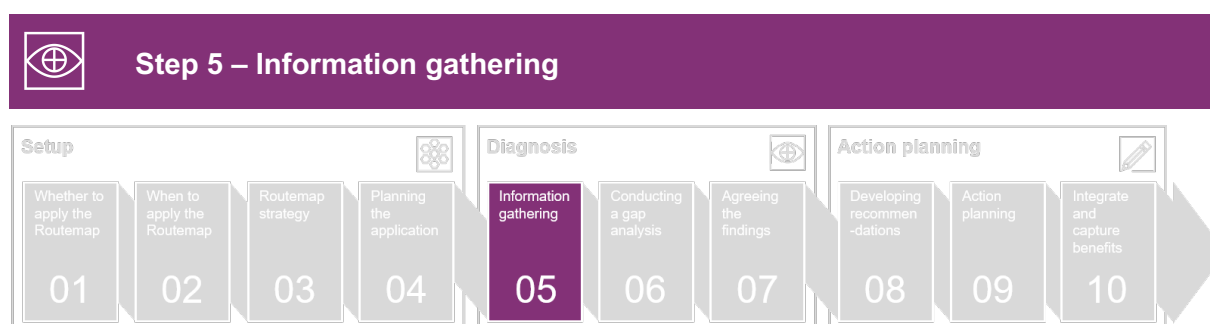 Step 5 – Information gathering
Setup
Diagnosis
Action planning
Whether to
apply the
Routemap
01
When to
apply the
Routemap
02
Routemap
strategy
03
Planning
the
application
04
Information
gathering
05
Conducting
a gap
analysis
06
Agreeing
the
findings
07
Developing
recommen
-dations
08
Action
planning
09
Integrate
and
capture
benefits
10